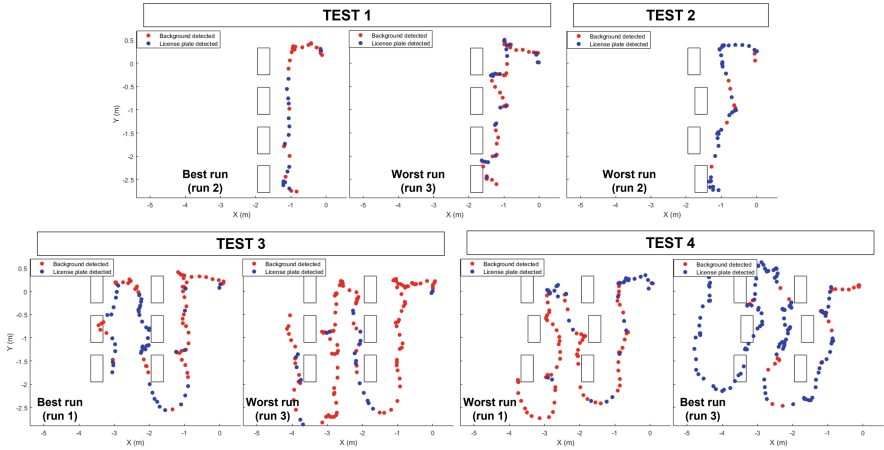 TEST 1
TEST 2
Background detected
License plate detected
Background detected
License plate detected
Background detected
License plate detected
0.5
0
-0.5
-1
-1.5
-2
-2.5
Y (m)
Best run
(run 2)
Worst run
(run 3)
Worst run
(run 2)
-5 -4 -3 -2 -1 0
-5 -4 -3 -2 -1 0
-5 -4 -3 -2 -1 0
X (m)
X (m)
X (m)
TEST 3
TEST 4
Background detected
License plate detected
Background detected
License plate detected
Background detected
License plate detected
Background detected
License plate detected
0.5
0
-0.5
-1
-1.5
-2
-2.5
Y (m)
Best run
(run 1)
Worst run
(run 3)
Worst run
(run 1)
Best run
(run 3)
-5 -4 -3 -2 -1 0
-5 -4 -3 -2 -1 0
-5 -4 -3 -2 -1 0
-5 -4 -3 -2 -1 0
X (m)
X (m)
X (m)
X (m)